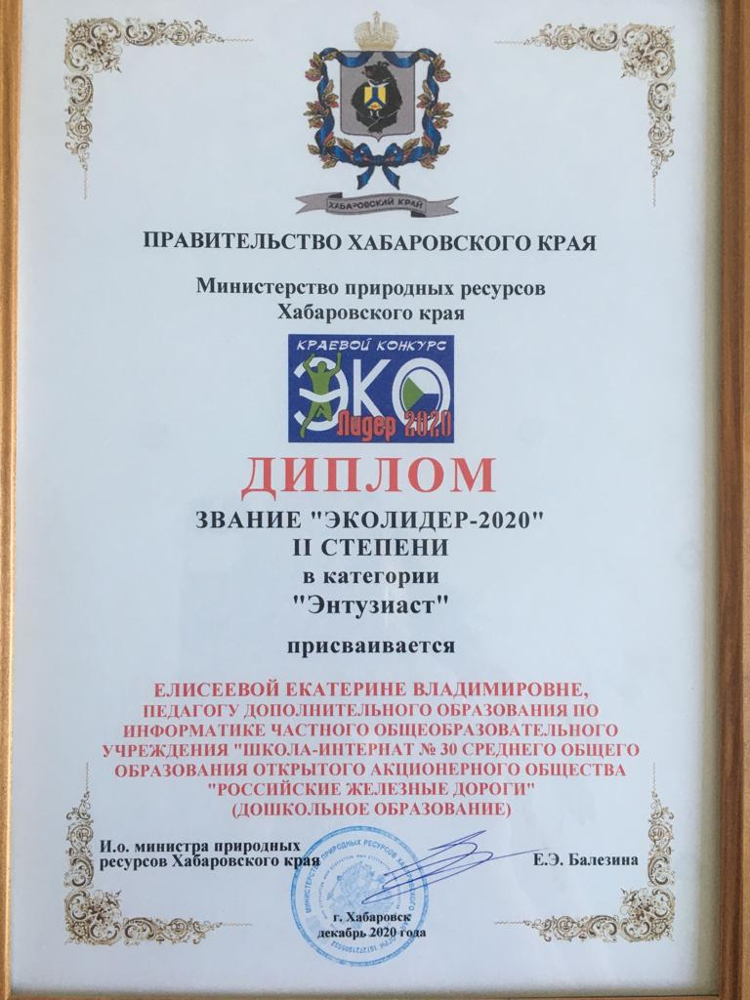 ХАБАРОВСКИЙ КРАЙ
ПРАВИТЕЛЬСТВО ХАБАРОВСКОГО КРАЯ
Министерство природных ресурсов
Хабаровского края
КРАЕВОЙ КОНКУРС
ЭКО
Лидер 2020
ДИПЛОМ
ЗВАНИЕ "ЭКОЛИДЕР-2020"
II СТЕПЕНИ
в категории
"Энтузиаст"
присваивается
ЕЛИСЕЕВОЙ ЕКАТЕРИНЕ ВЛАДИМИРОВНЕ,
ПЕДАГОГУ ДОПОЛНИТЕЛЬНОГО ОБРАЗОВАНИЯ ПО
ИНФОРМАТИКЕ ЧАСТНОГО ОБЩЕОБРАЗОВАТЕЛЬНОГО
УЧРЕЖДЕНИЯ "ШКОЛА-ИНТЕРНАТ № 30 СРЕДНЕГО ОБЩЕГО
ОБРАЗОВАНИЯ ОТКРЫТОГО АКЦИОНЕРНОГО ОБЩЕСТВА
"РОССИЙСКИЕ ЖЕЛЕЗНЫЕ ДОРОГИ"
(ДОШКОЛЬНОЕ ОБРАЗОВАНИЕ)
И.о. министра природных
ресурсов Хабаровского края
Е.Э. Балезина
МИНИСТЕРСТВО ПРИРОДНЫХ РЕСУРСОВ ХАБАРОВСКОГО КРАЯ
г. Хабаровск
декабрь 2020 года